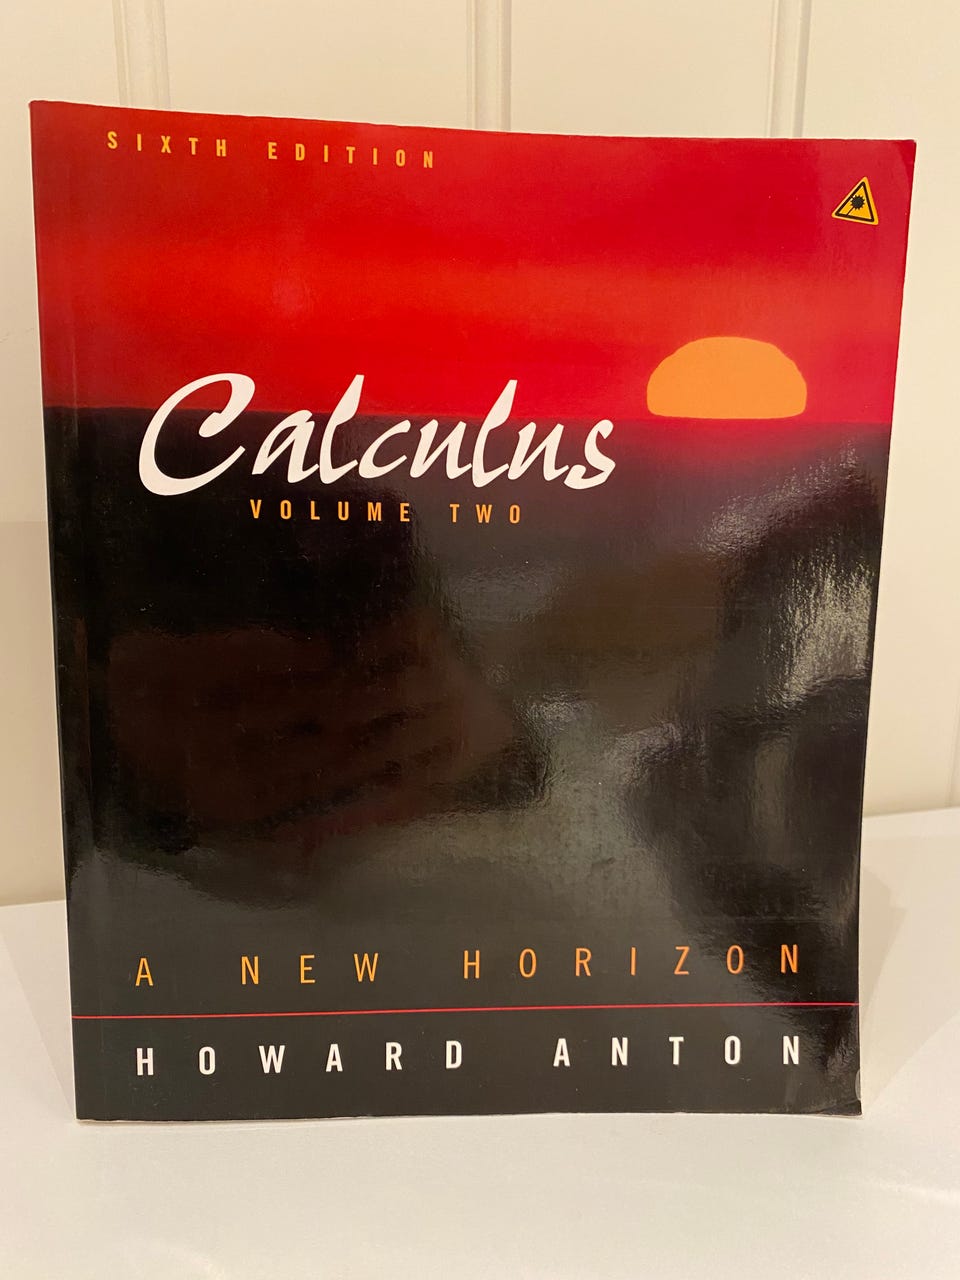 SIXTH EDITION
Calculus
VOLUME TWO
A NEW HORIZON
HOWARD ANTON